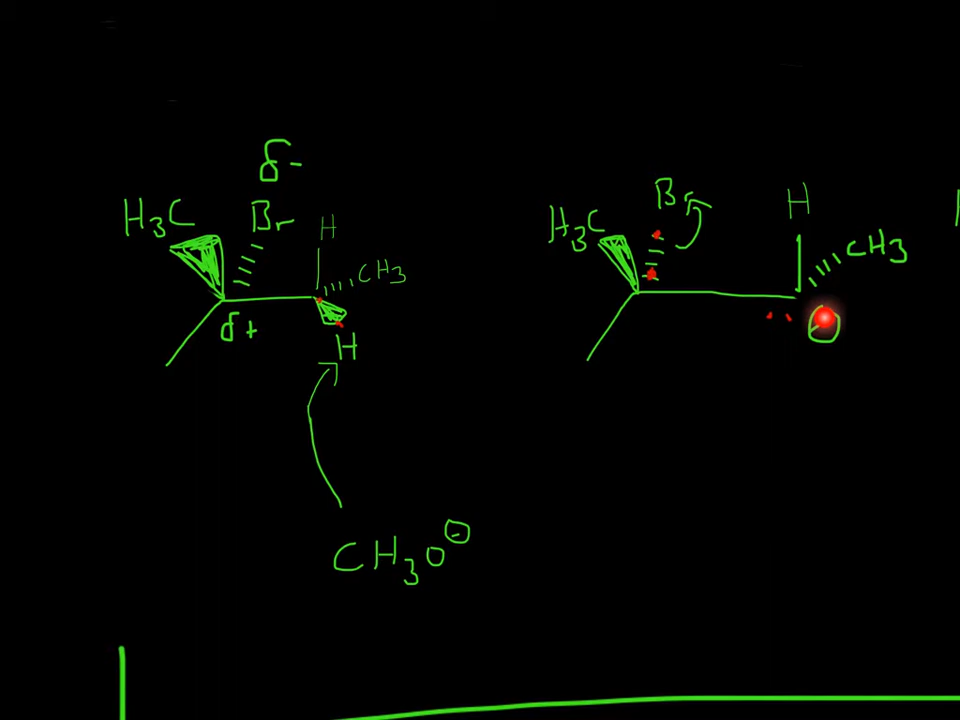 δ-
H3C Br H
CH3
δ+
H
CH3O⊖
H3C Br H
CH3
⊖